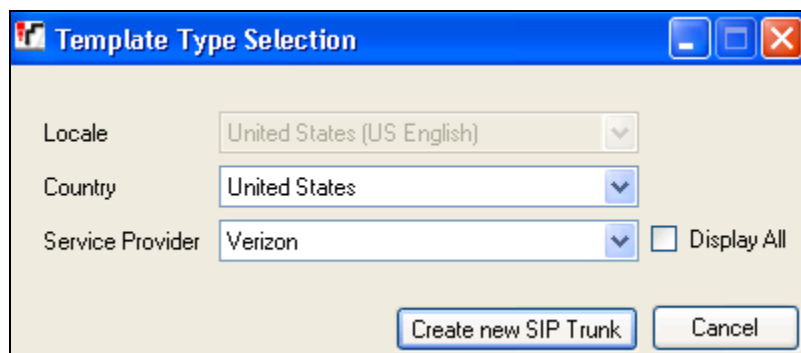 Template Type Selection
Locale United States (US English)
Country United States
Service Provider Verizon Display All
Create new SIP Trunk Cancel